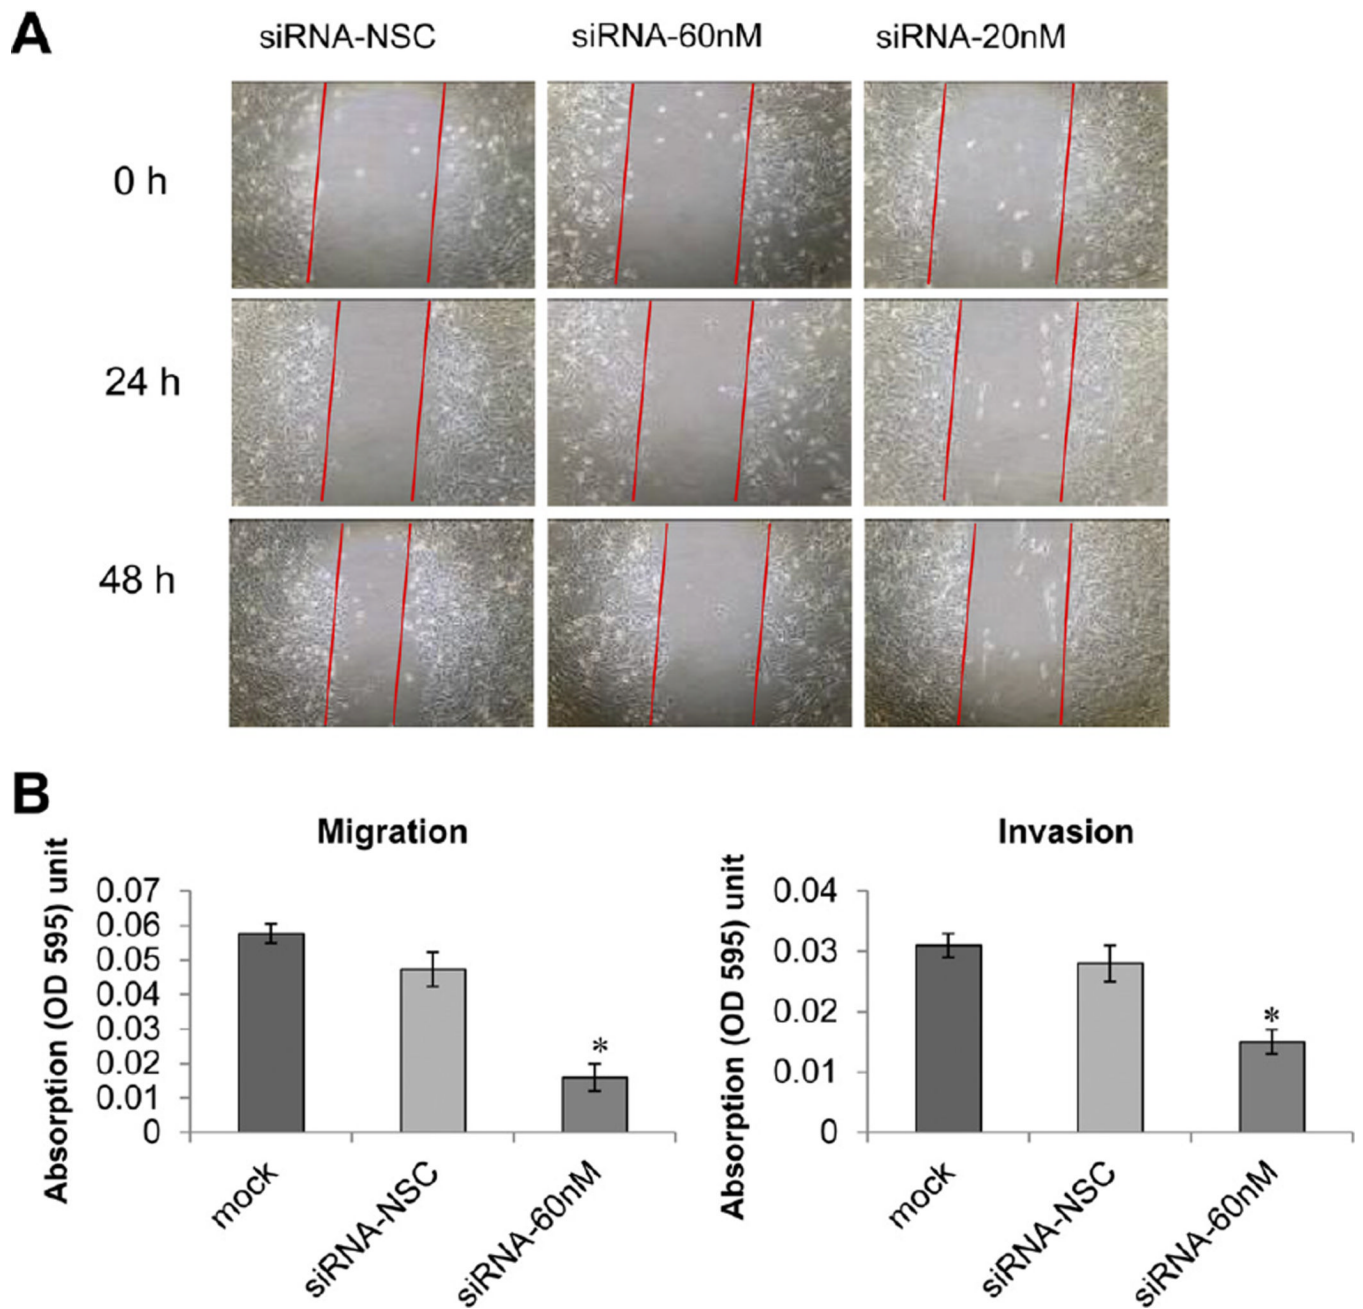 A
siRNA-NSC siRNA-60nM siRNA-20nM
0 h
24 h
48 h
B
Migration
Absorption (OD 595) unit
0.07
0.06
0.05
0.04
0.03
0.02
0.01
0
*
mock
siRNA-NSC
siRNA-60nM
Invasion
Absorption (OD 595) unit
0.04
0.03
0.02
0.01
0
*
mock
siRNA-NSC
siRNA-60nM